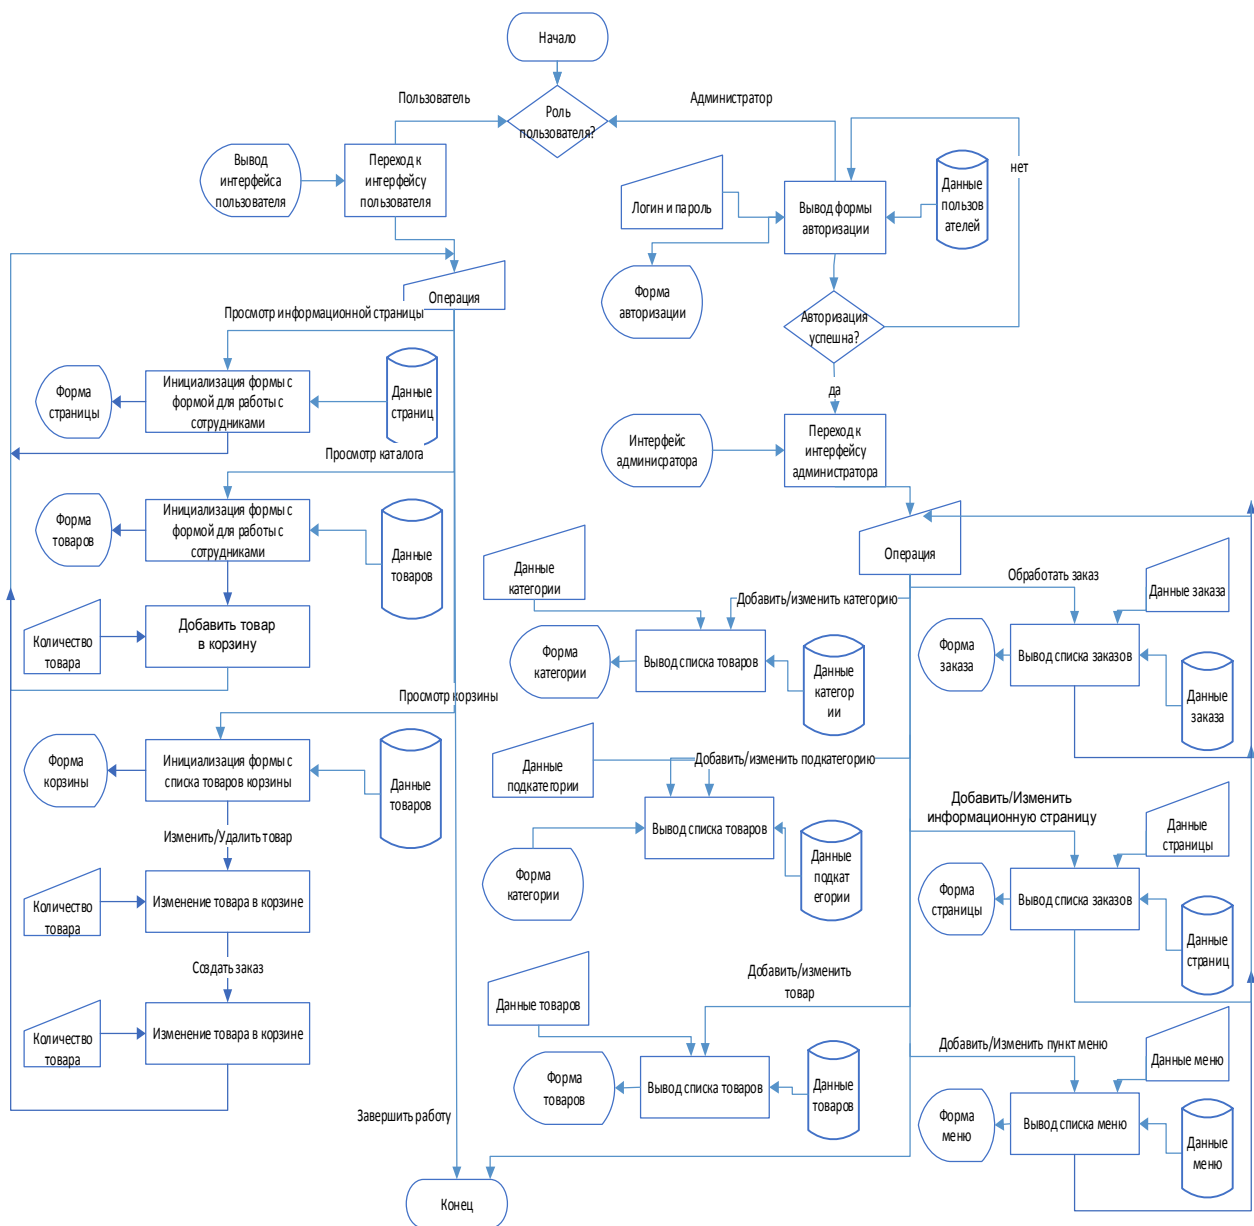 Начало
Пользователь
Администратор
Роль
пользователя?
Вывод
интерфейса
пользователя
Переход к
интерфейсу
пользователя
Логин и пароль
Вывод формы
авторизации
Данные
пользов
ателей
нет
Форма
авторизации
Авторизация
успешна?
да
Операция
Просмотр информационной страницы
Форма
страницы
Инициализация формы с
формой для работы с
сотрудниками
Данные
страниц
Интерфейс
админисратора
Переход к
интерфейсу
администратора
Просмотр каталога
Форма
товаров
Инициализация формы с
формой для работы с
сотрудниками
Данные
товаров
Количество
товара
Добавить товар
в корзину
Просмотр корзины
Форма
корзины
Инициализация формы с
списка товаров корзины
Данные
товаров
Изменить/Удалить товар
Количество
товара
Изменение товара в корзине
Создать заказ
Количество
товара
Изменение товара в корзине
Завершить работу
Конец
Операция
Данные
категории
Добавить/изменить категорию
Форма
категории
Вывод списка товаров
Данные
категор
ии
Данные
подкатегории
Добавить/изменить подкатегорию
Вывод списка товаров
Форма
категории
Данные
подкат
егории
Добавить/изменить
товар
Данные товаров
Форма
товаров
Вывод списка товаров
Данные
товаров
Обработать заказ
Данные заказа
Форма
заказа
Вывод списка заказов
Данные
заказа
Добавить/Изменить
информационную страницу
Данные
страницы
Форма
страницы
Вывод списка заказов
Данные
страниц
Добавить/Изменить пункт меню
Данные меню
Форма
меню
Вывод списка меню
Данные
меню